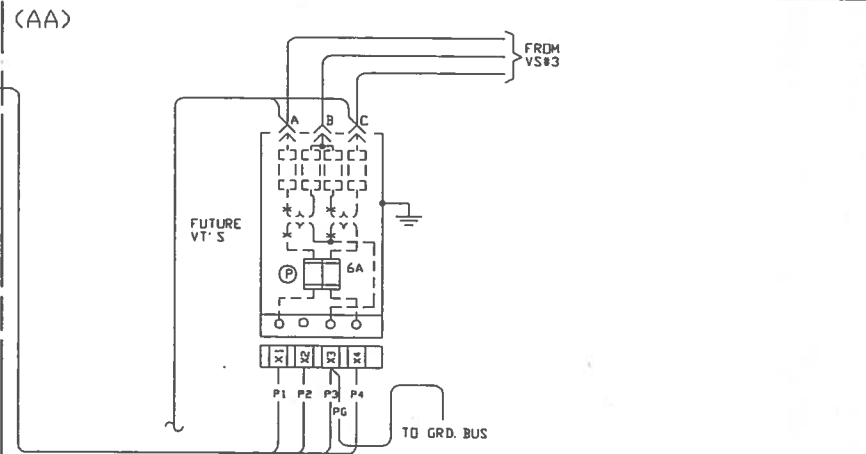 (AA)
FROM
VS#3
A B C
FUTURE
VT'S
P
6A
X1 X2 X3 X4
P1 P2 P3 P4
PG
TO GRD. BUS